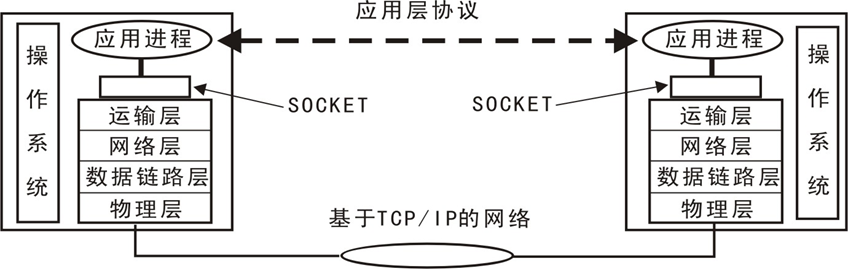 应用层协议
应用进程
操作系统
SOCKET
运输层
网络层
数据链路层
物理层
应用进程
操作系统
SOCKET
运输层
网络层
数据链路层
物理层
基于TCP/IP的网络